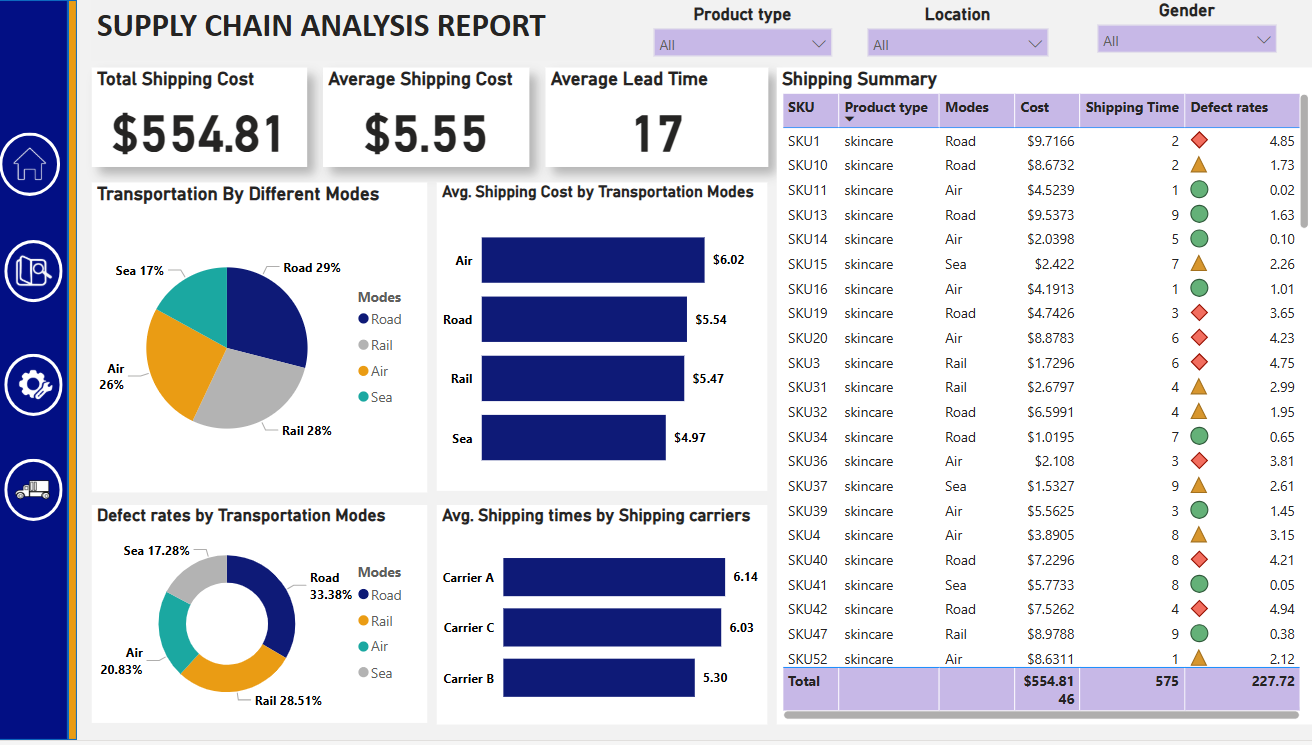 SUPPLY CHAIN ANALYSIS REPORT
Product type
All
Location
All
Gender
All
Total Shipping Cost
$554.81
Average Shipping Cost
$5.55
Average Lead Time
17
Transportation By Different Modes
Sea 17%
Road 29%
Air
26%
Rail 28%
Modes
Road
Rail
Air
Sea
Avg. Shipping Cost by Transportation Modes
Air $6.02
Road $5.54
Rail $5.47
Sea $4.97
Defect rates by Transportation Modes
Sea 17.28%
Road
33.38%
Air
20.83%
Rail 28.51%
Modes
Road
Rail
Air
Sea
Avg. Shipping times by Shipping carriers
Carrier A 6.14
Carrier C 6.03
Carrier B 5.30
Shipping Summary
SKU Product type Modes Cost Shipping Time Defect rates
SKU1 skincare Road $9.7166 2 4.85
SKU10 skincare Road $8.6732 2 1.73
SKU11 skincare Air $4.5239 1 0.02
SKU13 skincare Road $9.5373 9 1.63
SKU14 skincare Air $2.0398 5 0.10
SKU15 skincare Sea $2.422 7 2.26
SKU16 skincare Air $4.1913 1 1.01
SKU19 skincare Road $4.7426 3 3.65
SKU20 skincare Air $8.8783 6 4.23
SKU3 skincare Rail $1.7296 6 4.75
SKU31 skincare Rail $2.6797 4 2.99
SKU32 skincare Road $6.5991 4 1.95
SKU34 skincare Road $1.0195 7 0.65
SKU36 skincare Air $2.108 3 3.81
SKU37 skincare Sea $1.5327 9 2.61
SKU39 skincare Air $5.5625 3 1.45
SKU4 skincare Air $3.8905 8 3.15
SKU40 skincare Road $7.2296 8 4.21
SKU41 skincare Sea $5.7733 8 0.05
SKU42 skincare Road $7.5262 4 4.94
SKU47 skincare Rail $8.9788 9 0.38
SKU52 skincare Air $8.6311 1 2.12
Total $554.81 575 227.72
46